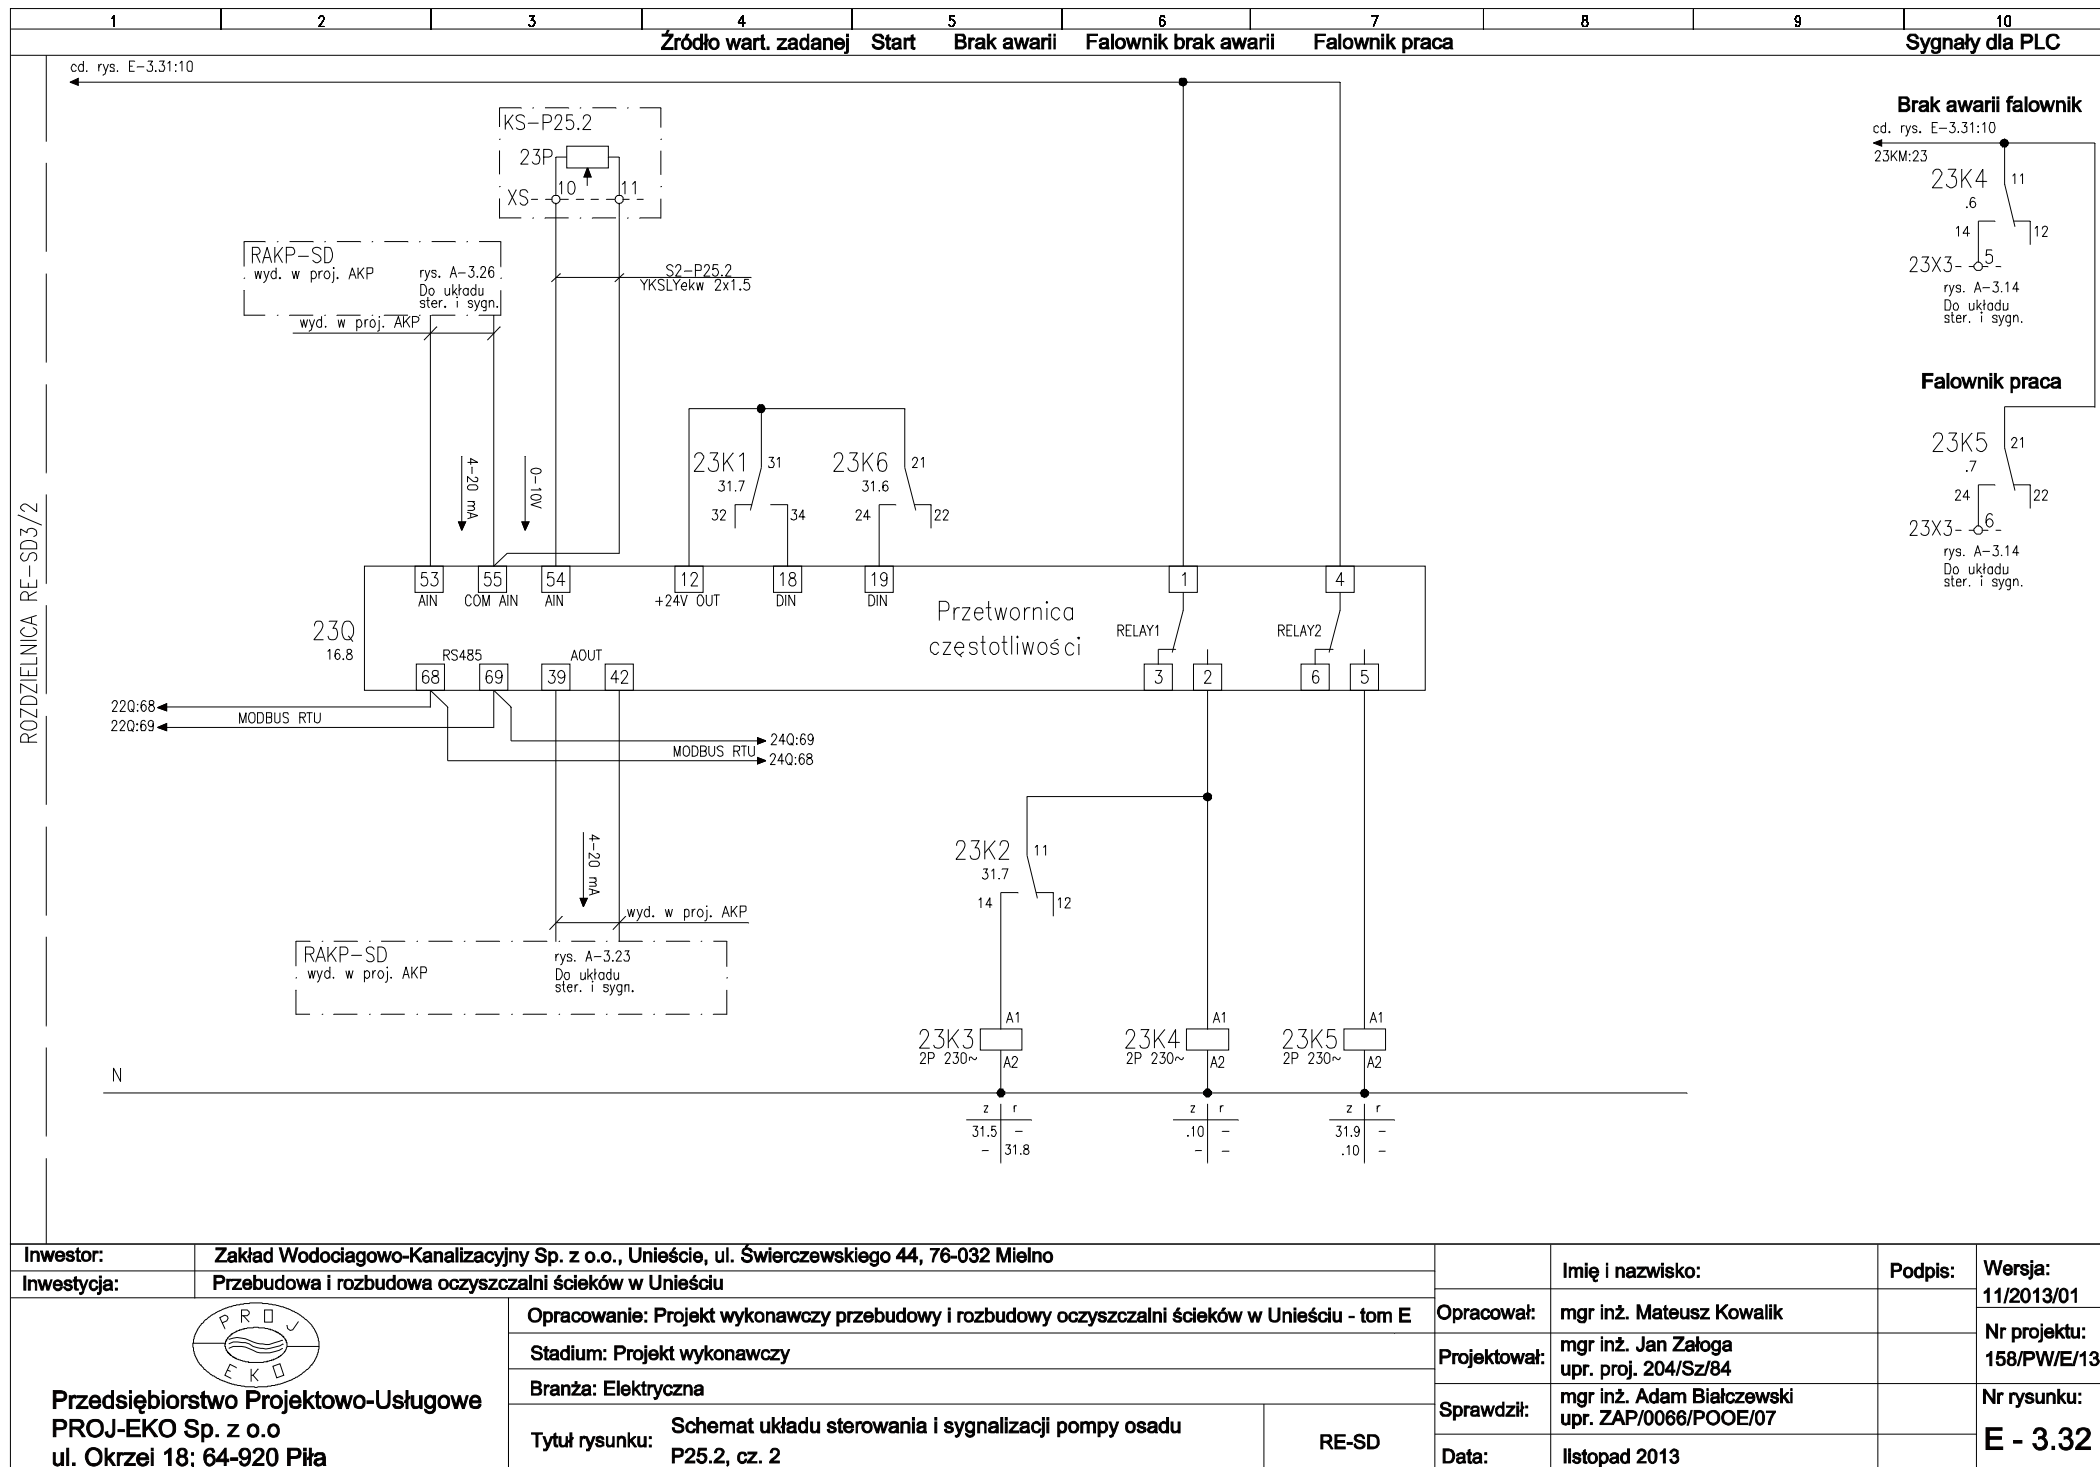 1 2 3 4 5 6 7 8 9 10
Źródło wart. zadanej Start Brak awarii Falownik brak awarii Falownik praca Sygnały dla PLC
cd. rys. E-3.31:10
KS-P25.2
23P
XS 10 11
S2-P25.2
YKSLYekw 2x1.5
RAKP-SD
wyd. w proj. AKP
rys. A-3.26
Do układu
ster. i sygn.
wyd. w proj. AKP
4-20 mA
0-10V
23K1
31.7
31
32
34
23K6
31.6
21
24
22
ROZDZIELNICA RE-SD3/2
53 55 54 12 18 19 1 4
AIN COM AIN AIN +24V OUT DIN DIN
23Q
16.8
Przetwornica
częstotliwości
RELAY1
RELAY2
RS485 AOUT
68 69 39 42 3 2 6 5
22Q:68
22Q:69
MODBUS RTU
24Q:69
MODBUS RTU
24Q:68
23K2
31.7
11
14
12
4-20 mA
wyd. w proj. AKP
RAKP-SD
wyd. w proj. AKP
rys. A-3.23
Do układu
ster. i sygn.
A1 A1 A1
23K3 23K4 23K5
2P 230~ 2P 230~ 2P 230~
A2 A2 A2
N
z r z r z r
31.5 - .10 - 31.9 -
- 31.8 - - .10 -
Brak awarii falownik
cd. rys. E-3.31:10
23KM:23
23K4
.6
11
14
12
23X3
5
rys. A-3.14
Do układu
ster. i sygn.
Falownik praca
23K5
.7
21
24
22
23X3
6
rys. A-3.14
Do układu
ster. i sygn.
Inwestor: Zakład Wodociagowo-Kanalizacyjny Sp. z o.o., Unieście, ul. Świerczewskiego 44, 76-032 Mielno
Inwestycja: Przebudowa i rozbudowa oczyszczalni ścieków w Unieściu
PROJ
EKO
Przedsiębiorstwo Projektowo-Usługowe
PROJ-EKO Sp. z o.o
ul. Okrzei 18; 64-920 Piła
Opracowanie: Projekt wykonawczy przebudowy i rozbudowy oczyszczalni ścieków w Unieściu - tom E
Stadium: Projekt wykonawczy
Branża: Elektryczna
Tytuł rysunku: Schemat układu sterowania i sygnalizacji pompy osadu
P25.2, cz. 2
RE-SD
Imię i nazwisko: Podpis:
Opracował: mgr inż. Mateusz Kowalik
Projektował: mgr inż. Jan Załoga
upr. proj. 204/Sz/84
Sprawdził: mgr inż. Adam Białczewski
upr. ZAP/0066/POOE/07
Data: listopad 2013
Wersja:
11/2013/01
Nr projektu:
158/PW/E/13
Nr rysunku:
E - 3.32